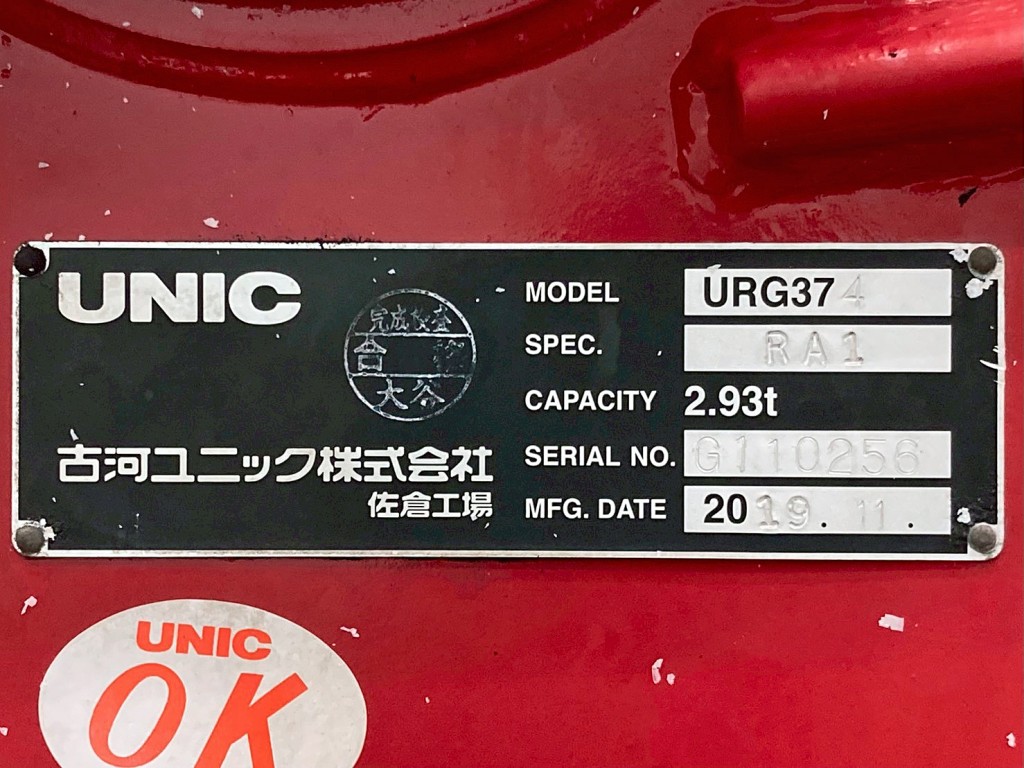 UNIC
完成検査
合格
大谷
古河ユニック株式会社
佐倉工場
MODEL URG374
SPEC. RA1
CAPACITY 2.93t
SERIAL NO. G110256
MFG. DATE 2019. 11.
UNIC
OK